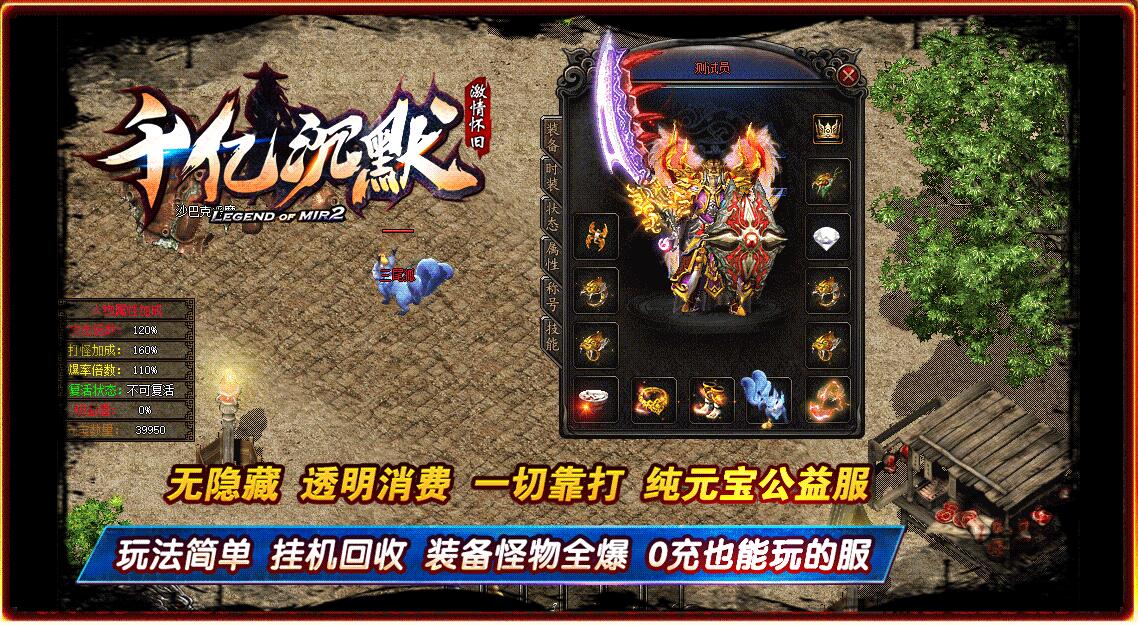 千亿沉默
激情怀旧
LEGEND OF MIR2
三尾狐
测试员
装备
时装
状态
属性
称号
技能
人物属性加成
120%
打怪加成： 160%
爆率倍数： 110%
复活状态： 不可复活
0%
39950
无隐藏 透明消费 一切靠打 纯元宝公益服
玩法简单 挂机回收 装备怪物全爆 0充也能玩的服